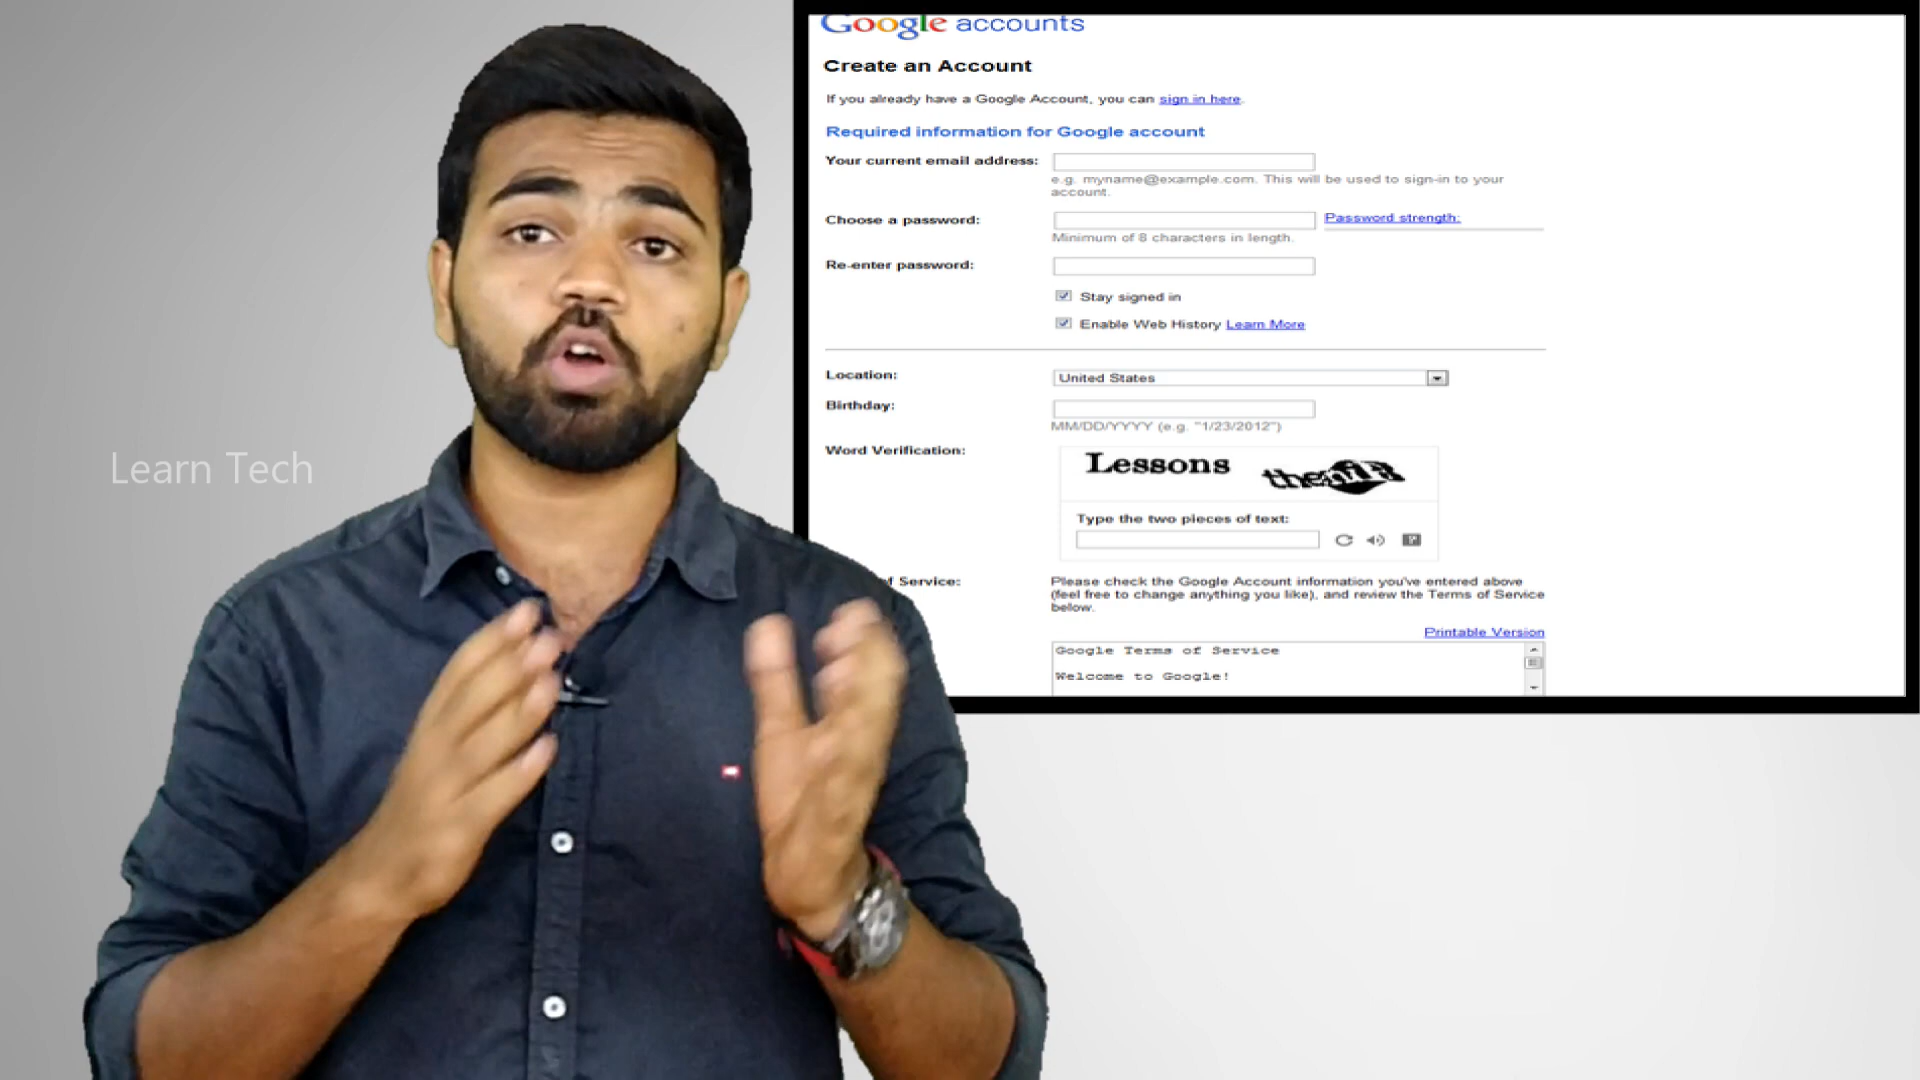 Google accounts
Create an Account
If you already have a Google Account, you can sign in here.
Required information for Google account
Your current email address:
e.g. myname@example.com. This will be used to sign-in to your
account.
Choose a password:
Password strength:
Minimum of 8 characters in length.
Re-enter password:
Stay signed in
Enable Web History Learn More
Location:
United States
Birthday:
MM/DD/YYYY (e.g. "1/23/2012")
Word Verification:
Lessons
Type the two pieces of text:
of Service:
Please check the Google Account information you've entered above
(feel free to change anything you like), and review the Terms of Service
below.
Printable Version
Google Terms of Service
Welcome to Google!
Learn Tech